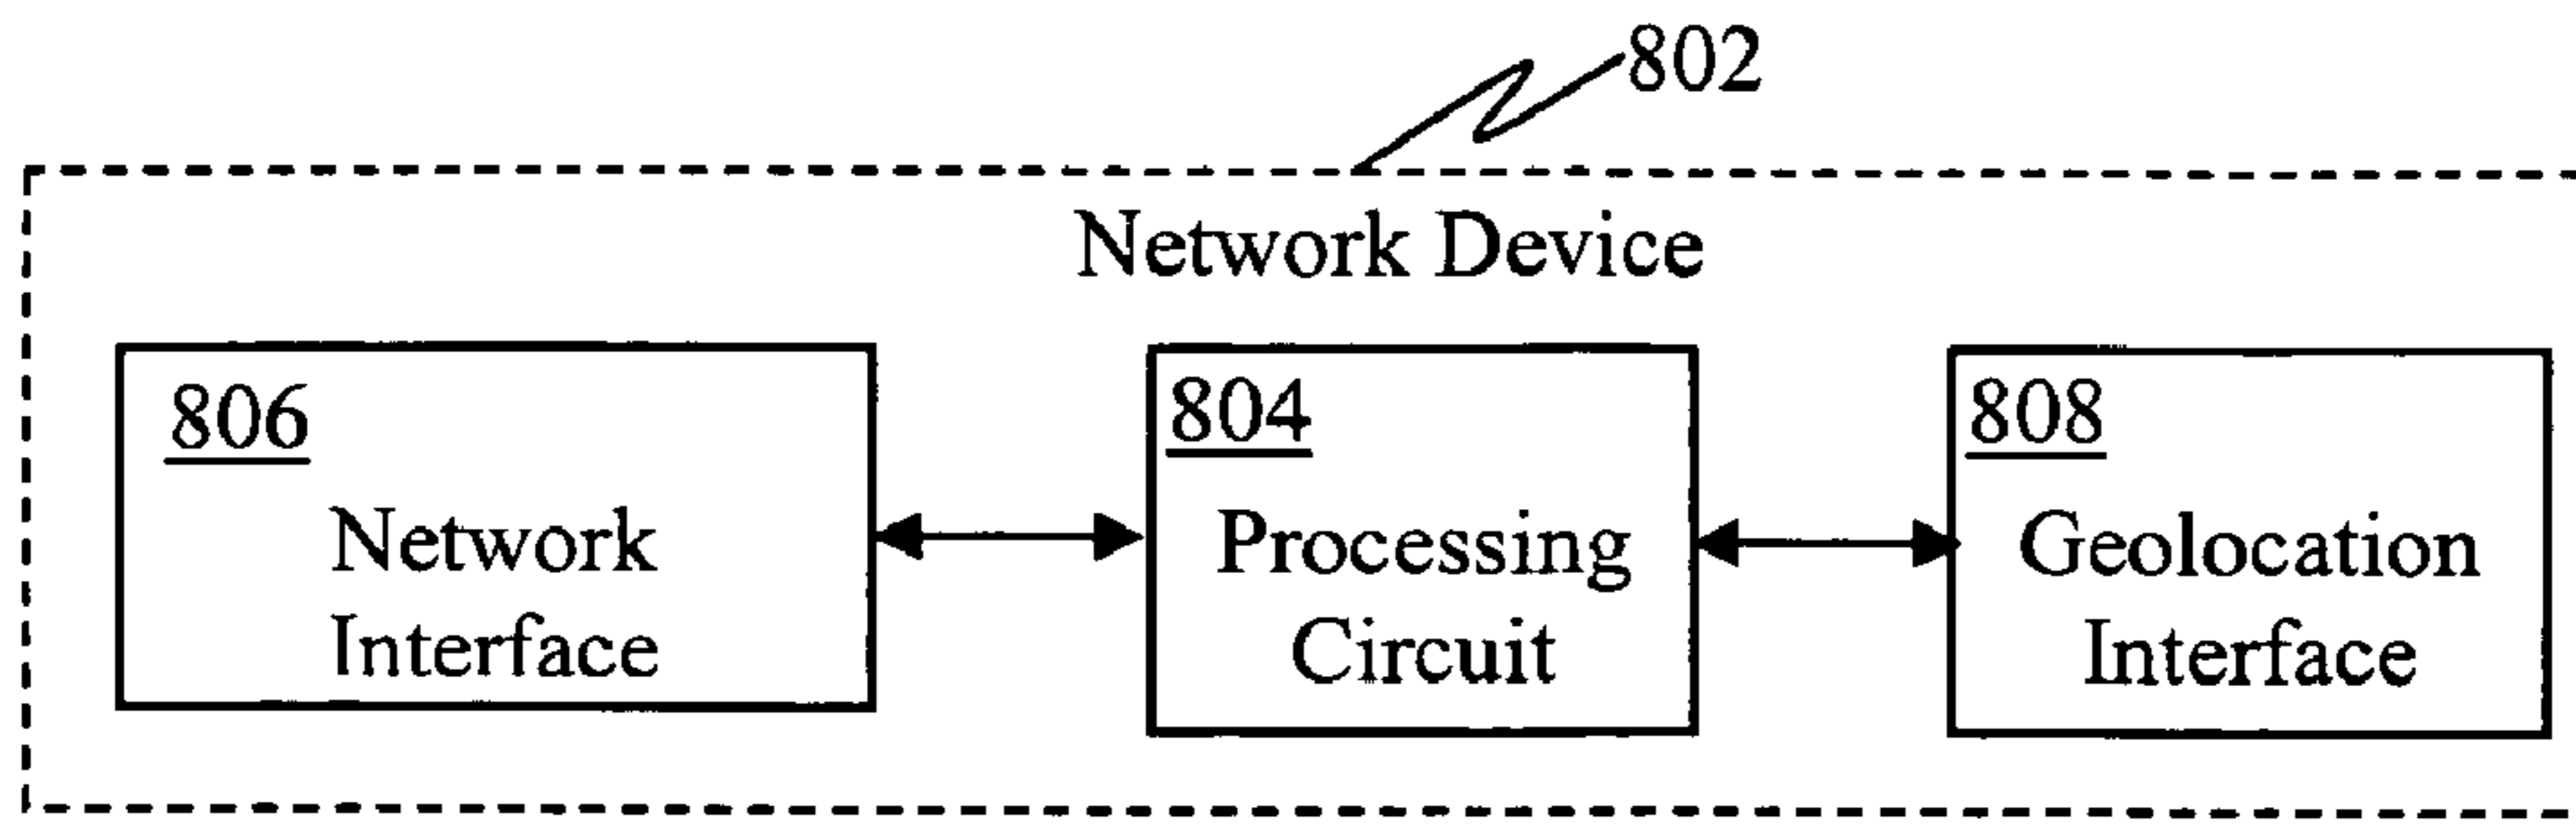 802
Network Device
806
Network
Interface
804
Processing
Circuit
808
Geolocation
Interface